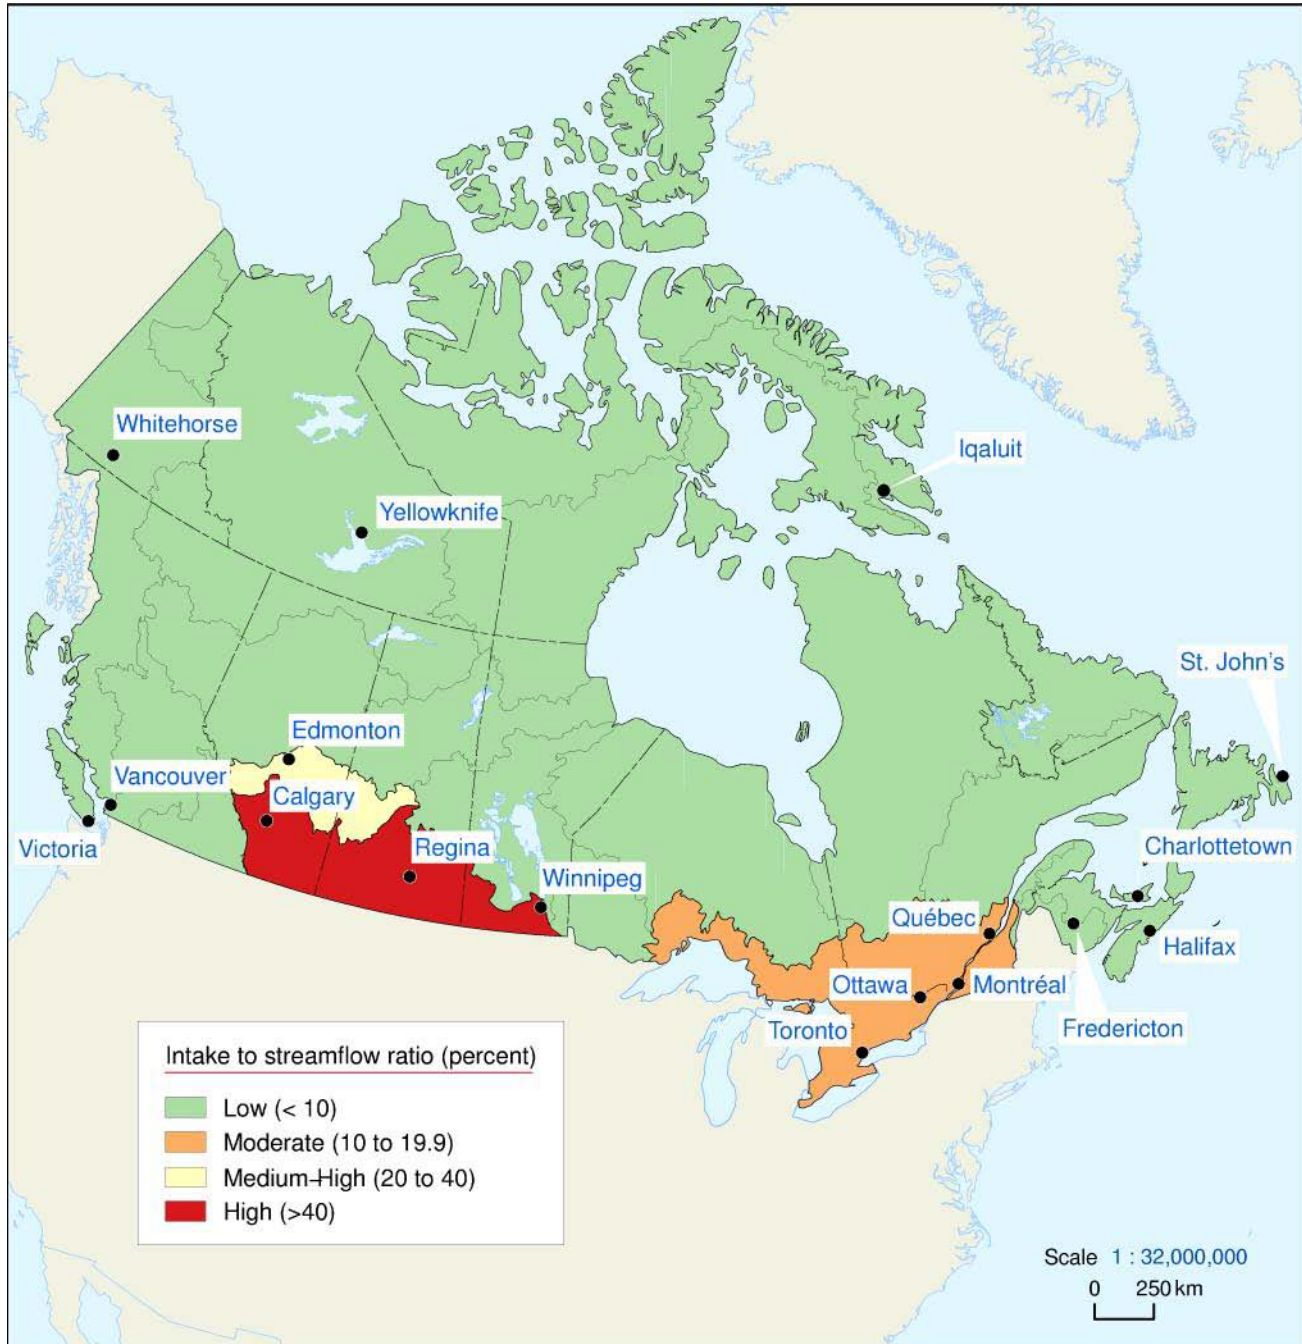 Whitehorse
Iqaluit
Yellowknife
St. John's
Edmonton
Vancouver
Calgary
Victoria
Regina
Charlottetown
Winnipeg
Québec
Halifax
Ottawa
Montréal
Toronto
Fredericton
Intake to streamflow ratio (percent)
Low (< 10)
Moderate (10 to 19.9)
Medium–High (20 to 40)
High (>40)
Scale 1 : 32,000,000
0 250 km